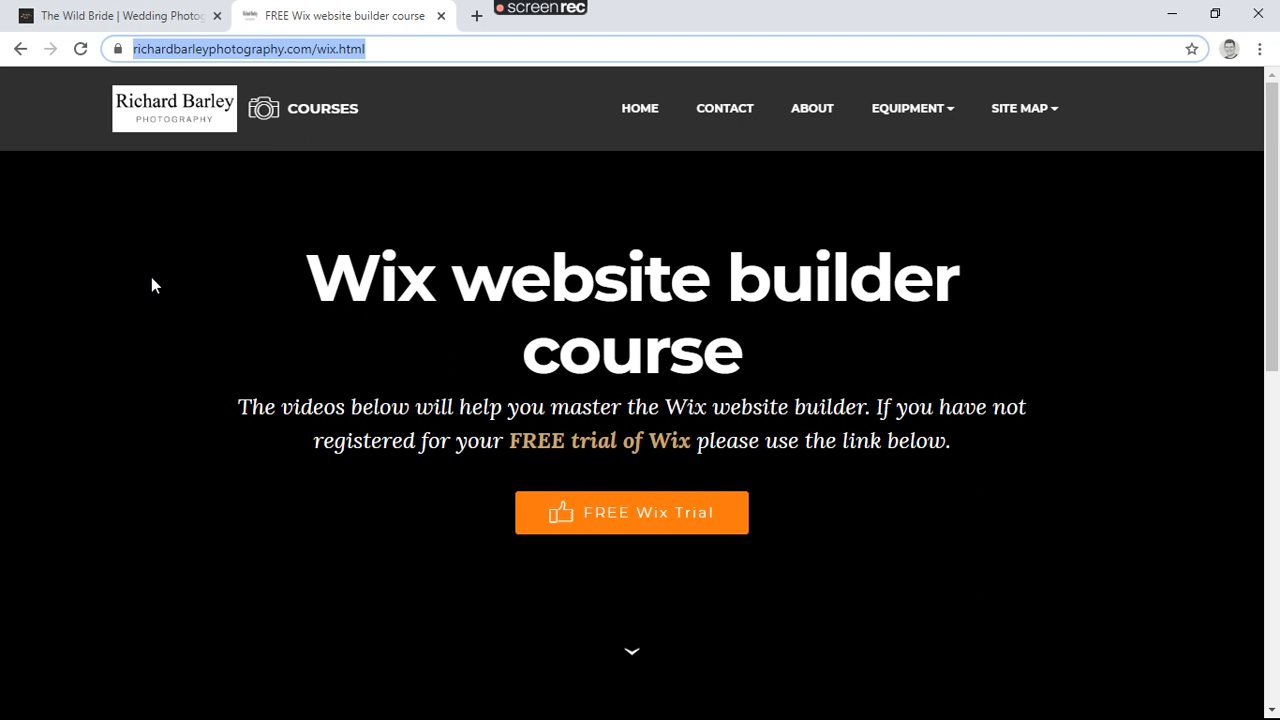 The Wild Bride | Wedding Photog
FREE Wix website builder course
screenrec
richardbarleyphotography.com/wix.html
Richard Barley
PHOTOGRAPHY
COURSES
HOME
CONTACT
ABOUT
EQUIPMENT
SITE MAP
Wix website builder
course
The videos below will help you master the Wix website builder. If you have not
registered for your FREE trial of Wix please use the link below.
FREE Wix Trial